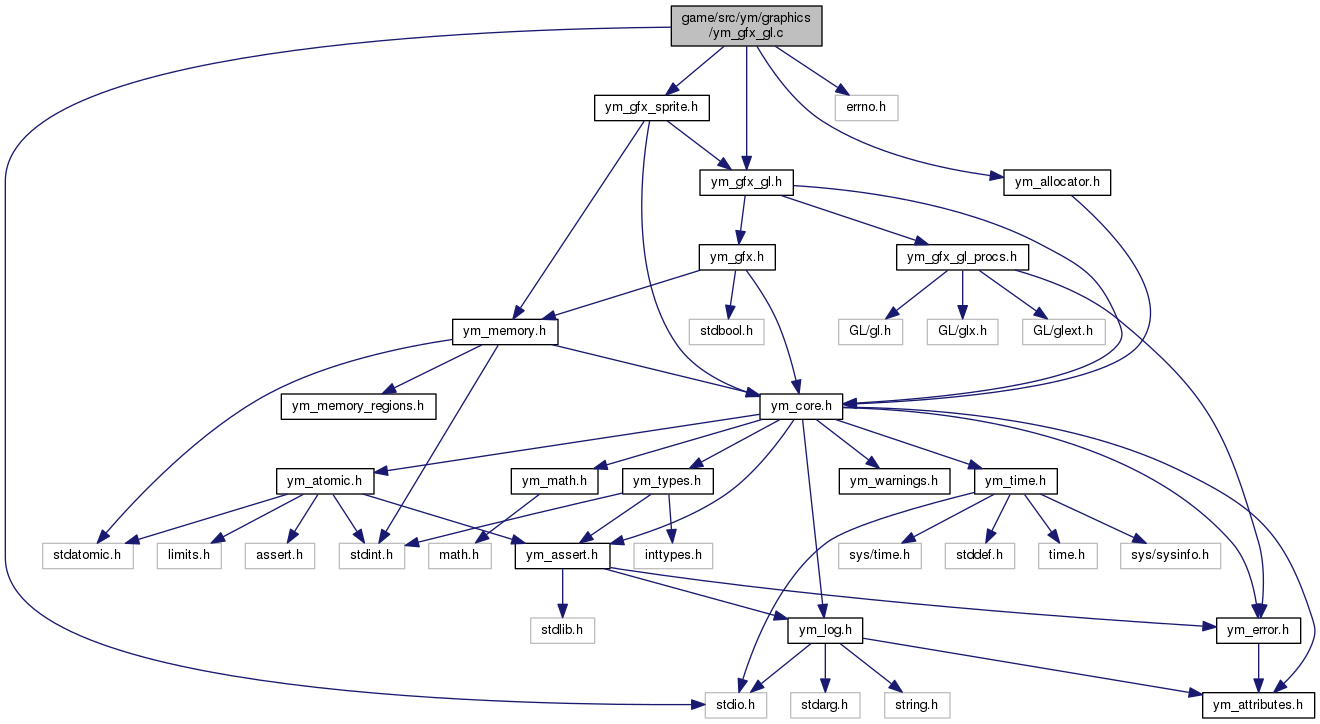 game/src/ym/graphics
/ym_gfx_gl.c
ym_gfx_sprite.h
errno.h
ym_gfx_gl.h
ym_allocator.h
ym_gfx.h
ym_gfx_gl_procs.h
ym_memory.h
stdbool.h
GL/gl.h
GL/glx.h
GL/glext.h
ym_memory_regions.h
ym_core.h
ym_atomic.h
ym_math.h
ym_types.h
ym_warnings.h
ym_time.h
stdatomic.h
limits.h
assert.h
stdint.h
math.h
ym_assert.h
inttypes.h
sys/time.h
stddef.h
time.h
sys/sysinfo.h
stdlib.h
ym_log.h
ym_error.h
stdio.h
stdarg.h
string.h
ym_attributes.h